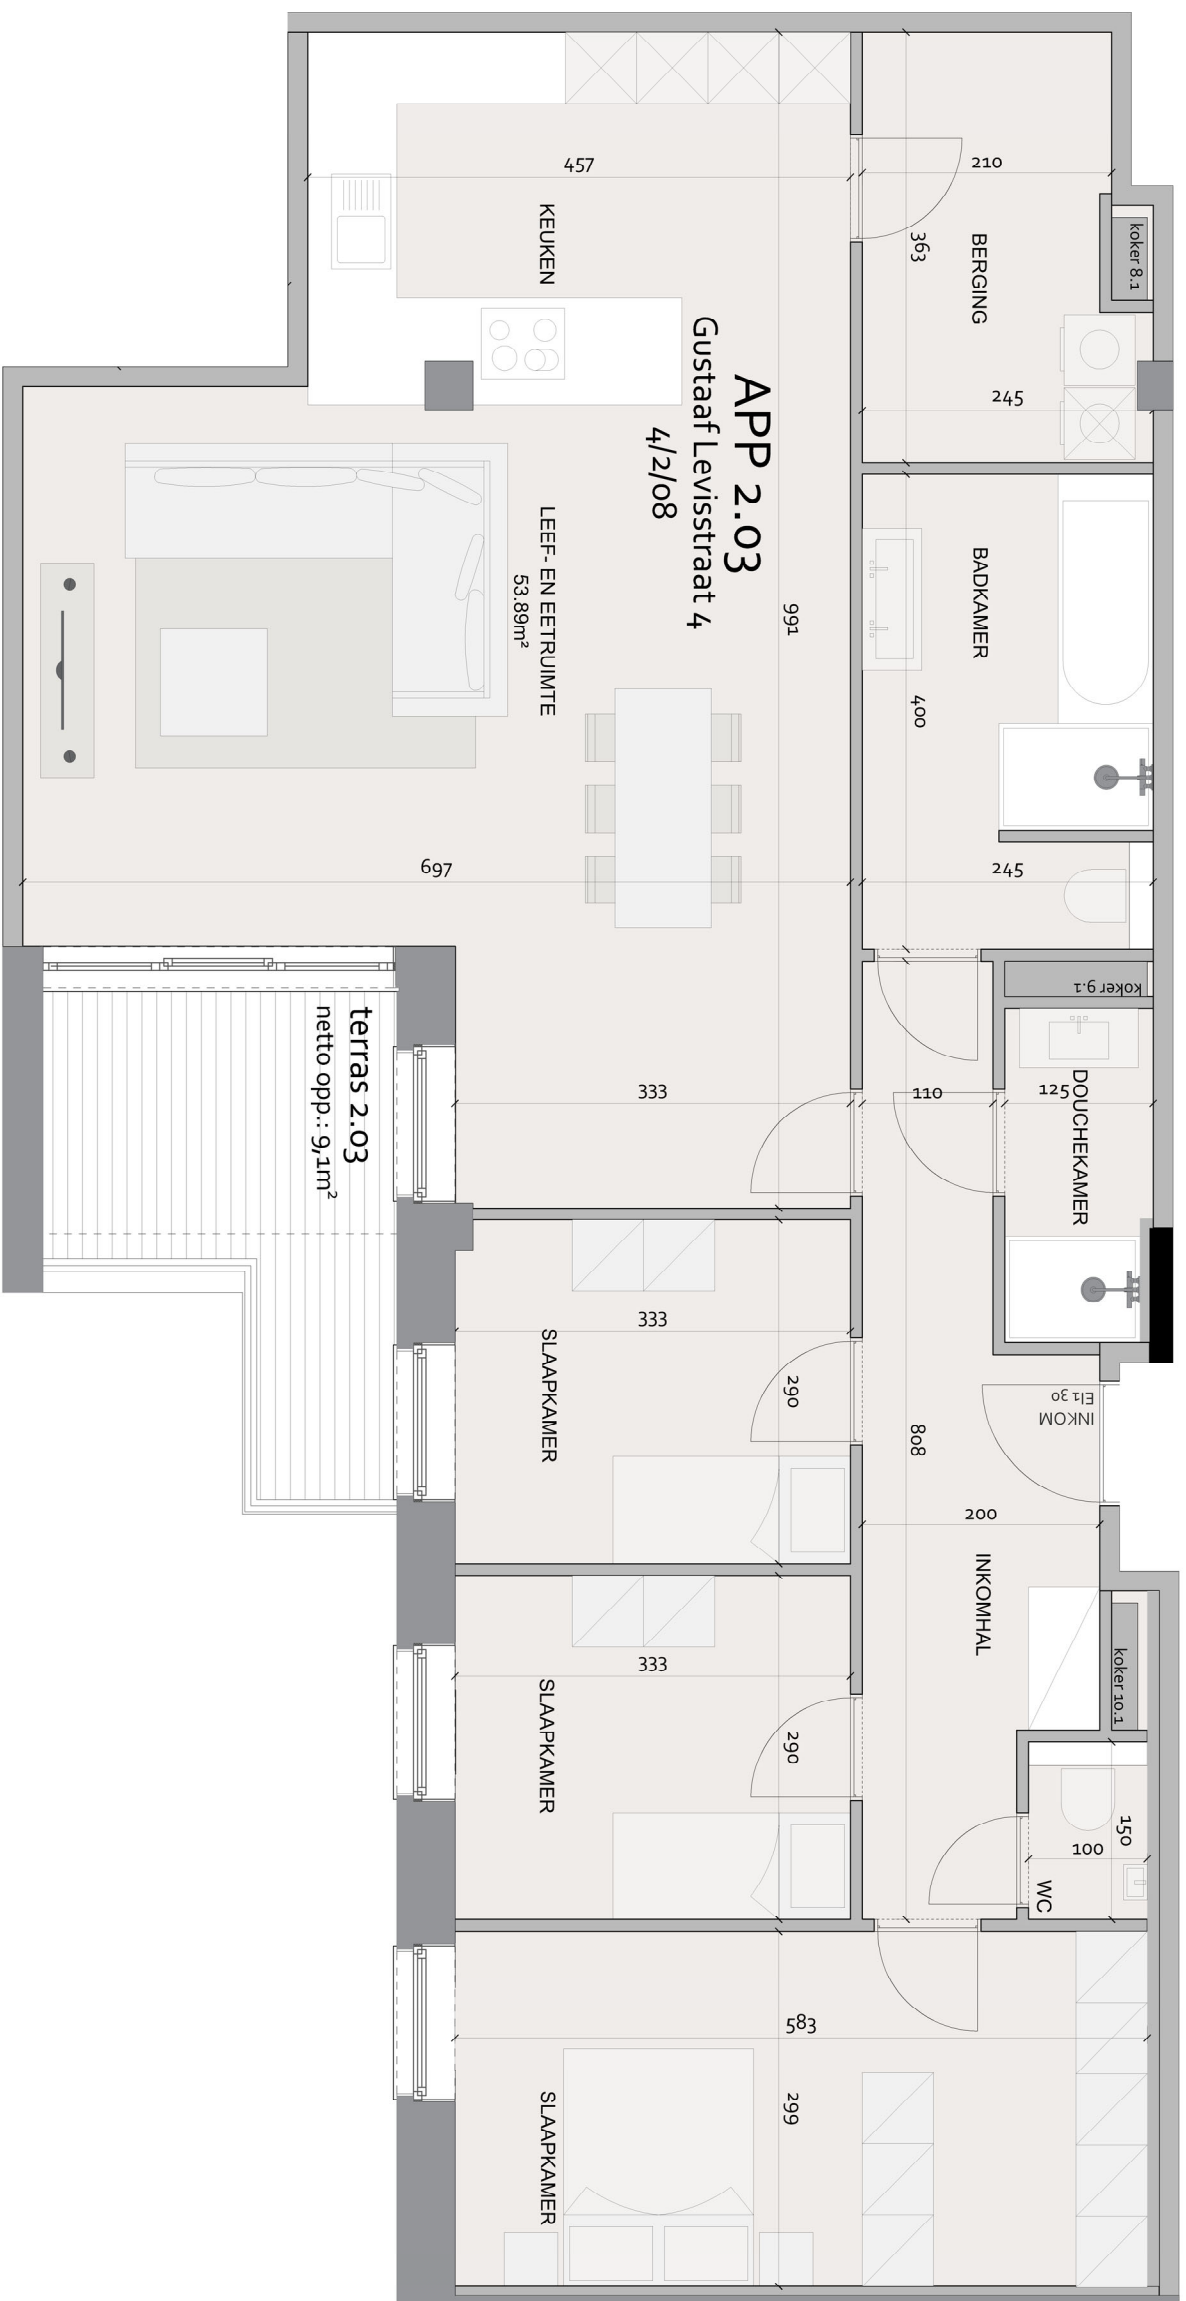 457
210
KEUKEN
363
BERGING
koker 8.1
APP 2.03
Gustaaf Levisstraat 4
4/2/08
245
LEEF- EN EETRUIMTE
53.89m²
991
BADKAMER
400
697
245
koker 9.1
terras 2.03
netto opp.: 9,1m²
333
110
125
DOUCHEKAMER
333
SLAAPKAMER
290
INKOM
EI1 30
808
200
INKOMHAL
333
SLAAPKAMER
290
koker 10.1
150
100
WC
583
299
SLAAPKAMER